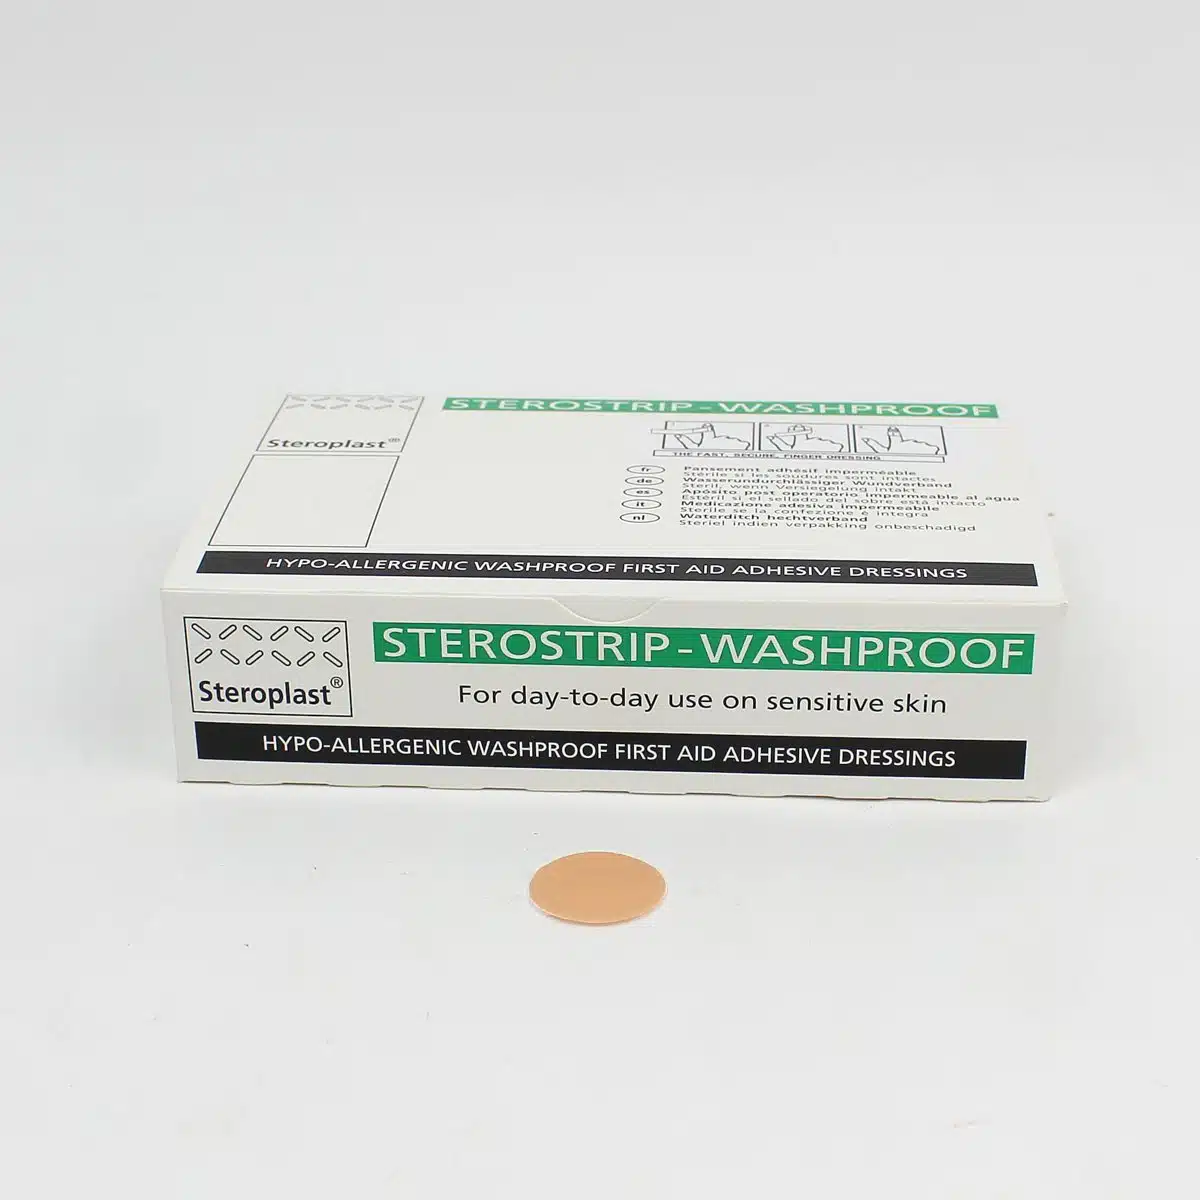 Steroplast®
STEROSTRIP-WASHPROOF
THE FAST, SECURE, FINGER DRESSING
fr Pansement adhésif imperméable
Stérile si les soudures sont intactes
de Wasserundurchlässiger Wundverband
Steril, wenn Versiegelung intakt
es Apósito post operatorio impermeable al agua
Estéril si el sellado del sobre está intacto
it Medicazione adesiva impermeabile
Sterile se la confezione è integra
nl Waterditch hechtverband
Steriel indien verpakking onbeschadigd
HYPO-ALLERGENIC WASHPROOF FIRST AID ADHESIVE DRESSINGS
Steroplast®
STEROSTRIP-WASHPROOF
For day-to-day use on sensitive skin
HYPO-ALLERGENIC WASHPROOF FIRST AID ADHESIVE DRESSINGS